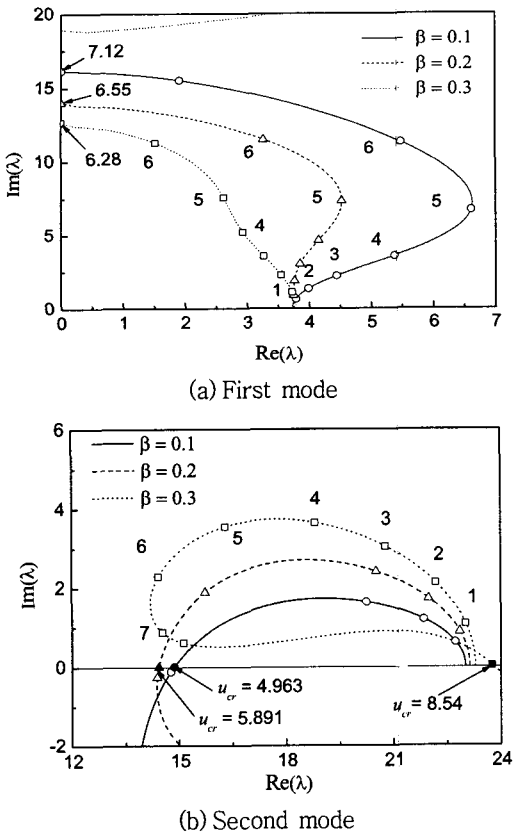 20
15
10
5
0
Im(λ)
7.12
6.55
6.28
β = 0.1
β = 0.2
β = 0.3
6
6
6
5
5
5
4
4
3
2
1
0
1
2
3
4
5
6
7
Re(λ)
(a) First mode
6
4
2
0
-2
Im(λ)
β = 0.1
β = 0.2
β = 0.3
4
3
5
6
2
1
7
u_cr = 4.963
u_cr = 5.891
u_cr = 8.54
12
15
18
21
24
Re(λ)
(b) Second mode